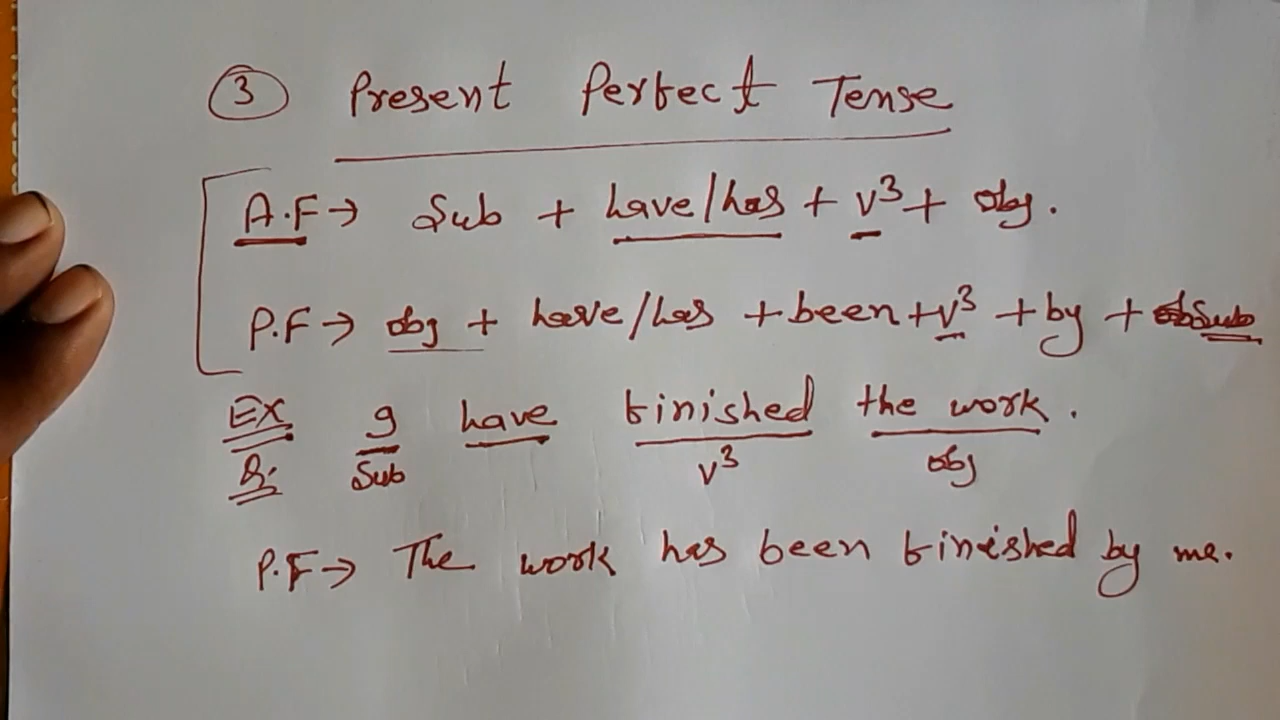 ③ Present Perfect Tense
A.F → Sub + have/has + v³ + obj.
P.F → obj + have/has + been + v³ + by + Sub
Ex I have finished the work.
Sub v³ obj
P.F → The work has been finished by me.